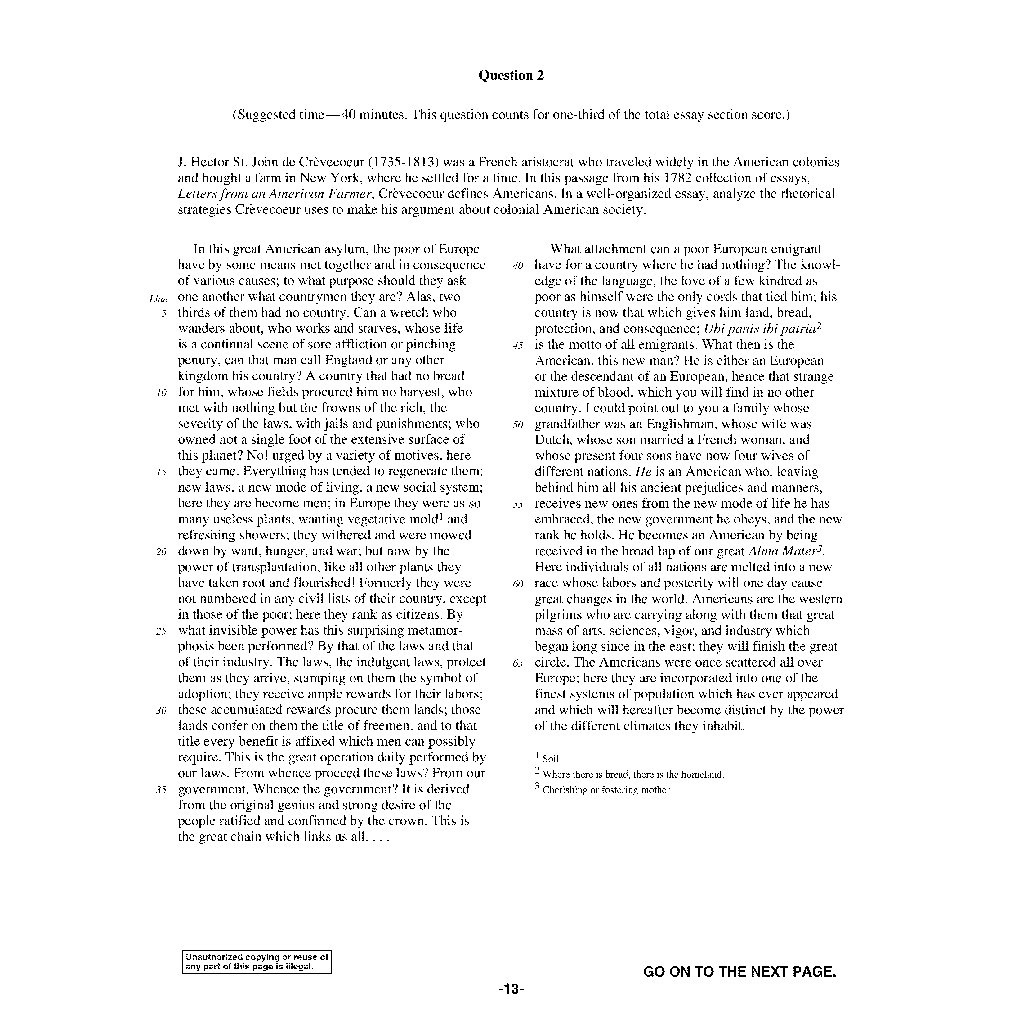 Question 2
(Suggested time—40 minutes. This question counts for one-third of the total essay section score.)
J. Hector St. John de Crèvecoeur (1735-1813) was a French aristocrat who traveled widely in the American colonies
and bought a farm in New York, where he settled for a time. In this passage from his 1782 collection of essays,
Letters from an American Farmer, Crèvecoeur defines Americans. In a well-organized essay, analyze the rhetorical
strategies Crèvecoeur uses to make his argument about colonial American society.
In this great American asylum, the poor of Europe
have by some means met together and in consequence
of various causes; to what purpose should they ask
Line one another what countrymen they are? Alas, two
5 thirds of them had no country. Can a wretch who
wanders about, who works and starves, whose life
is a continual scene of sore affliction or pinching
penury, can that man call England or any other
kingdom his country? A country that had no bread
10 for him, whose fields procured him no harvest, who
met with nothing but the frowns of the rich, the
severity of the laws, with jails and punishments; who
owned not a single foot of the extensive surface of
this planet? No! urged by a variety of motives, here
15 they came. Everything has tended to regenerate them;
new laws, a new mode of living, a new social system;
here they are become men; in Europe they were as so
many useless plants, wanting vegetative mold1 and
refreshing showers; they withered and were mowed
20 down by want, hunger, and war; but now by the
power of transplantation, like all other plants they
have taken root and flourished! Formerly they were
not numbered in any civil lists of their country, except
in those of the poor; here they rank as citizens. By
25 what invisible power has this surprising metamor-
phosis been performed? By that of the laws and that
of their industry. The laws, the indulgent laws, protect
them as they arrive, stamping on them the symbol of
adoption; they receive ample rewards for their labors;
30 these accumulated rewards procure them lands; those
lands confer on them the title of freemen, and to that
title every benefit is affixed which men can possibly
require. This is the great operation daily performed by
our laws. From whence proceed these laws? From our
35 government. Whence the government? It is derived
from the original genius and strong desire of the
people ratified and confirmed by the crown. This is
the great chain which links us all. . . .
What attachment can a poor European emigrant
40 have for a country where he had nothing? The knowl-
edge of the language, the love of a few kindred as
poor as himself were the only cords that tied him; his
country is now that which gives him land, bread,
protection, and consequence; Ubi panis ibi patria2
45 is the motto of all emigrants. What then is the
American, this new man? He is either an European
or the descendant of an European, hence that strange
mixture of blood, which you will find in no other
country. I could point out to you a family whose
50 grandfather was an Englishman, whose wife was
Dutch, whose son married a French woman, and
whose present four sons have now four wives of
different nations. He is an American who, leaving
behind him all his ancient prejudices and manners,
55 receives new ones from the new mode of life he has
embraced, the new government he obeys, and the new
rank he holds. He becomes an American by being
received in the broad lap of our great Alma Mater3.
Here individuals of all nations are melted into a new
60 race whose labors and posterity will one day cause
great changes in the world. Americans are the western
pilgrims who are carrying along with them that great
mass of arts, sciences, vigor, and industry which
began long since in the east; they will finish the great
65 circle. The Americans were once scattered all over
Europe; here they are incorporated into one of the
finest systems of population which has ever appeared
and which will hereafter become distinct by the power
of the different climates they inhabit.
1 Soil
2 Where there is bread, there is the homeland.
3 Cherishing or fostering mother
Unauthorized copying or reuse of
any part of this page is illegal.
GO ON TO THE NEXT PAGE.
-13-